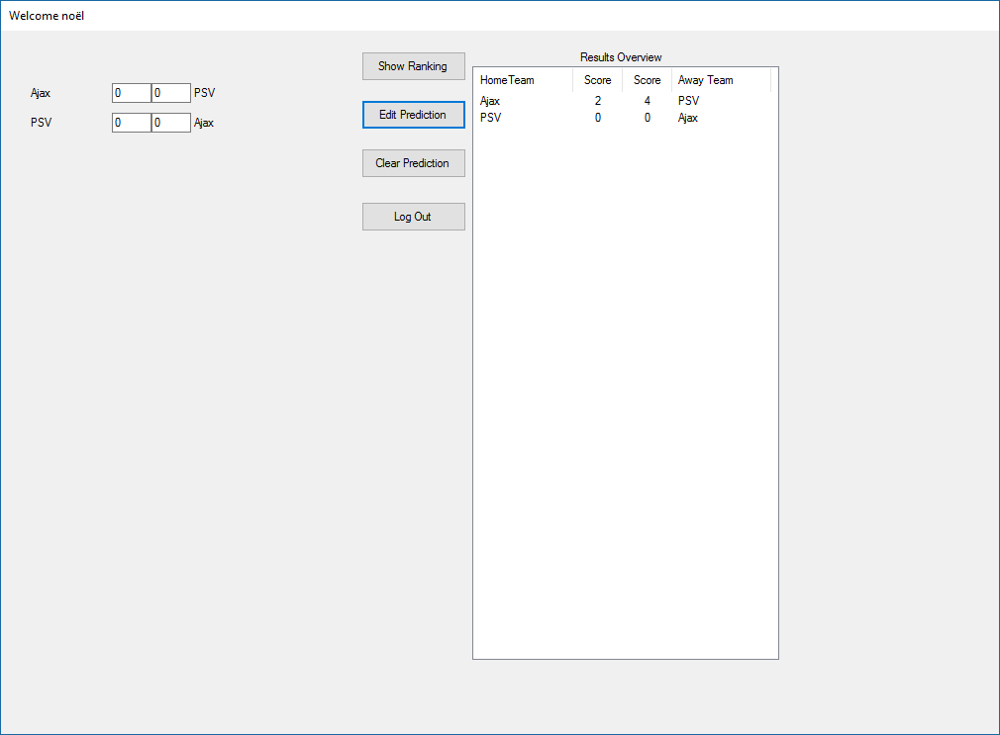 Welcome noël
Ajax 0 0 PSV
PSV 0 0 Ajax
Show Ranking
Edit Prediction
Clear Prediction
Log Out
Results Overview
HomeTeam Score Score Away Team
Ajax 2 4 PSV
PSV 0 0 Ajax